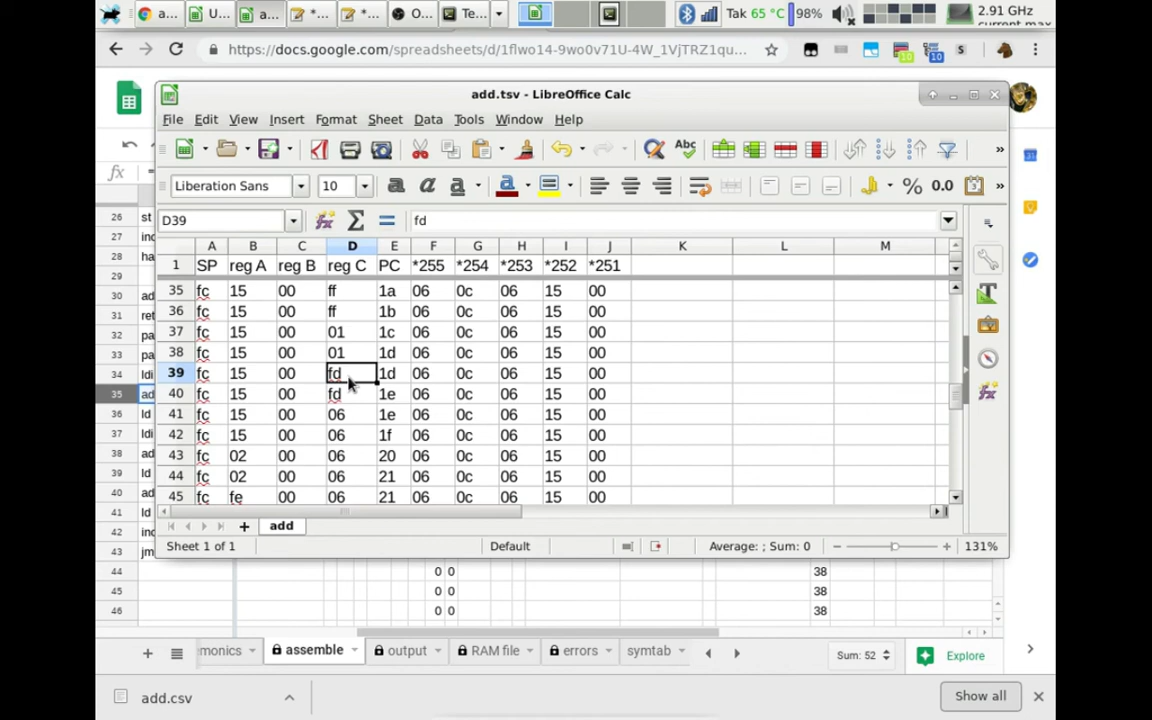 a... U... a... *... *... O... Te... Tak 65 °C 98% 2.91 GHz
current max
https://docs.google.com/spreadsheets/d/1flwo14-9wo0v71U-4W_1VjTRZ1qu... 10 10 S
add.tsv - LibreOffice Calc
File Edit View Insert Format Sheet Data Tools Window Help
Abc »
fx Liberation Sans 10 a a a % 0.0 »
D39 fd
26 st
27 inc
28 ha
29
30 ad
31 ret
32 pa
33 pa
34 ldi
35 ad
36 ld
37 ldi
38 ad
39 ld
40 ad
41 ld
42 inc
43 jm
A B C D E F G H I J K L M
1 SP reg A reg B reg C PC *255 *254 *253 *252 *251
35 fc 15 00 ff 1a 06 0c 06 15 00
36 fc 15 00 ff 1b 06 0c 06 15 00
37 fc 15 00 01 1c 06 0c 06 15 00
38 fc 15 00 01 1d 06 0c 06 15 00
39 fc 15 00 fd 1d 06 0c 06 15 00
40 fc 15 00 fd 1e 06 0c 06 15 00
41 fc 15 00 06 1e 06 0c 06 15 00
42 fc 15 00 06 1f 06 0c 06 15 00
43 fc 02 00 06 20 06 0c 06 15 00
44 fc 02 00 06 21 06 0c 06 15 00
45 fc fe 00 06 21 06 0c 06 15 00
add
Sheet 1 of 1 Default Average: ; Sum: 0 131%
44 0 0 38
45 0 0 38
46 0 0 38
monics assemble output RAM file errors symtab Sum: 52 Explore
add.csv Show all